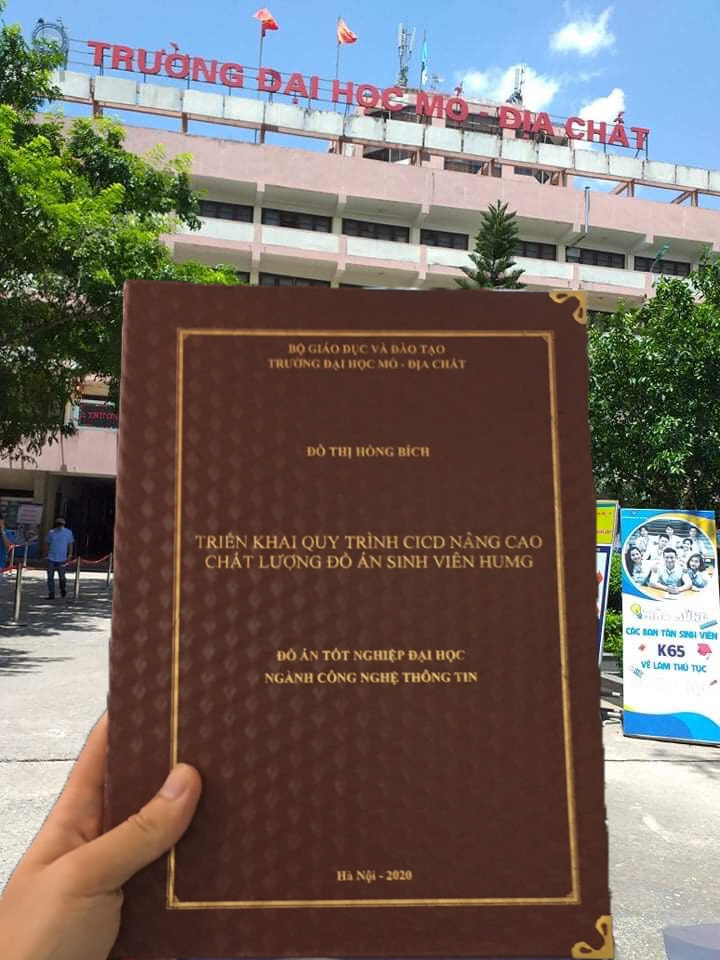 TRƯỜNG ĐẠI HỌC MỎ - ĐỊA CHẤT
BỘ GIÁO DỤC VÀ ĐÀO TẠO
TRƯỜNG ĐẠI HỌC MỎ - ĐỊA CHẤT
ĐỖ THỊ HỒNG BÍCH
TRIỂN KHAI QUY TRÌNH CICD NÂNG CAO
CHẤT LƯỢNG ĐỒ ÁN SINH VIÊN HUMG
ĐỒ ÁN TỐT NGHIỆP ĐẠI HỌC
NGÀNH CÔNG NGHỆ THÔNG TIN
Hà Nội - 2020
CHÀO MỪNG
CÁC BẠN TÂN SINH VIÊN
K65
VỀ LÀM THỦ TỤC